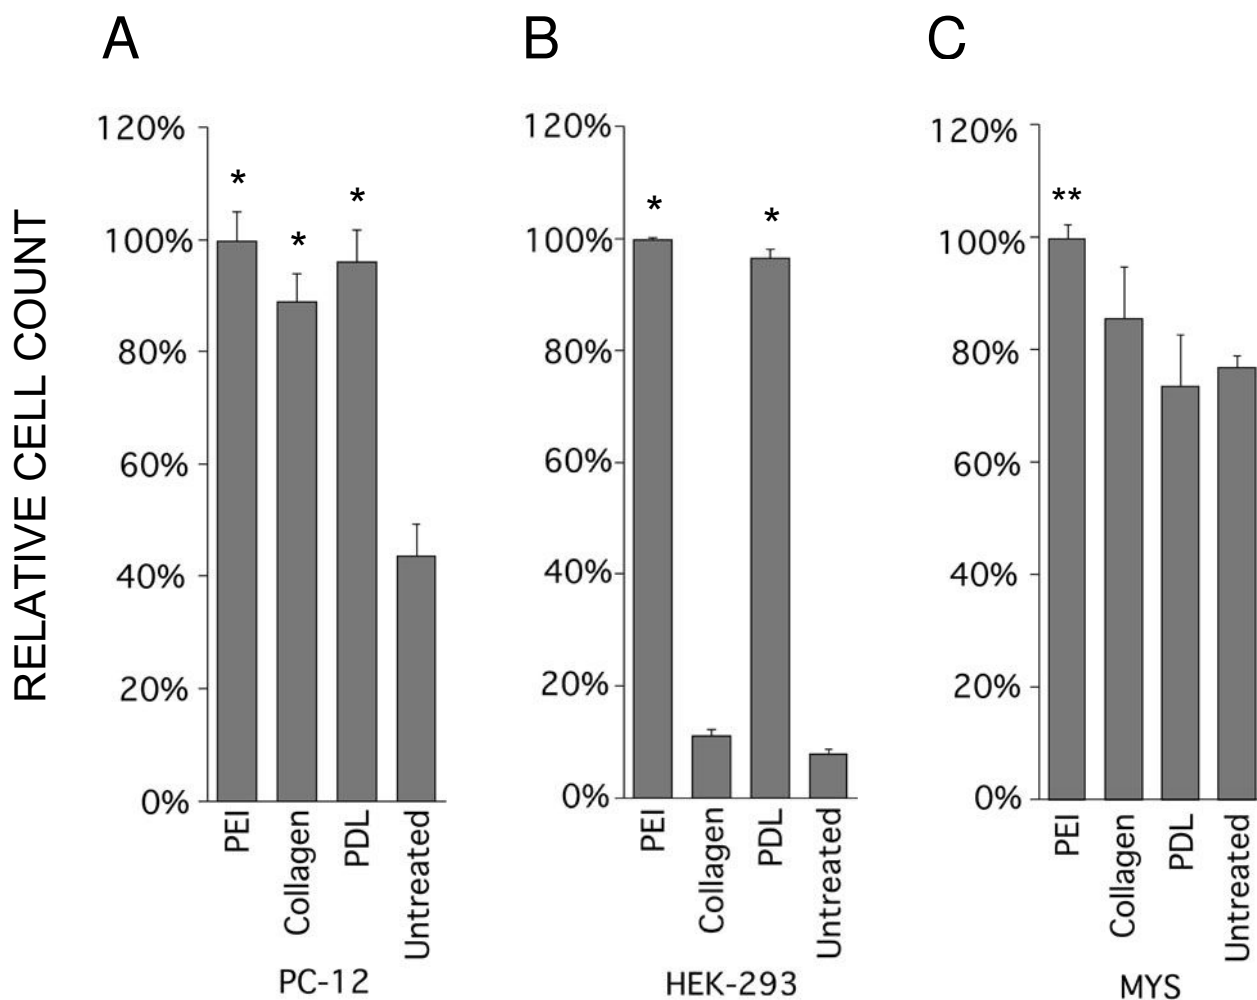 A
B
C
RELATIVE CELL COUNT
120%
100%
80%
60%
40%
20%
0%
*
*
*
PEI
Collagen
PDL
Untreated
PC-12
120%
100%
80%
60%
40%
20%
0%
*
*
PEI
Collagen
PDL
Untreated
HEK-293
120%
100%
80%
60%
40%
20%
0%
**
PEI
Collagen
PDL
Untreated
MYS